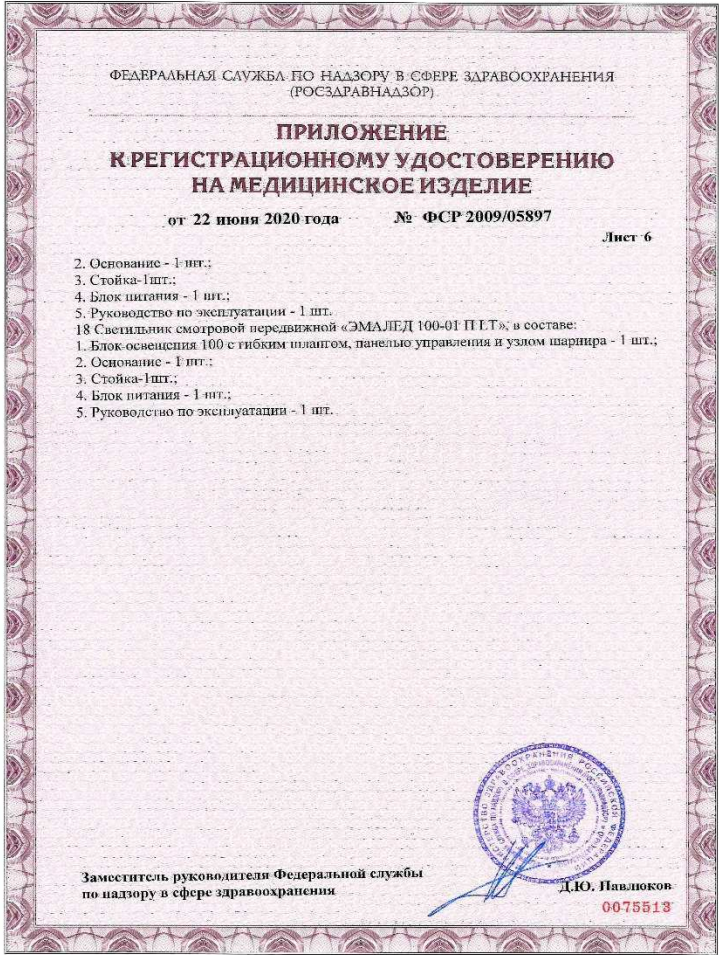 ФЕДЕРАЛЬНАЯ СЛУЖБА ПО НАДЗОРУ В СФЕРЕ ЗДРАВООХРАНЕНИЯ
(РОСЗДРАВНАДЗОР)
ПРИЛОЖЕНИЕ
К РЕГИСТРАЦИОННОМУ УДОСТОВЕРЕНИЮ
НА МЕДИЦИНСКОЕ ИЗДЕЛИЕ
от 22 июня 2020 года № ФСР 2009/05897
Лист 6
2. Основание - 1 шт.;
3. Стойка-1шт.;
4. Блок питания - 1 шт.;
5. Руководство по эксплуатации - 1 шт.
18 Светильник смотровой передвижной «ЭМАЛЕД 100-01 П LT», в составе:
1. Блок освещения 100 с гибким шлангом, панелью управления и узлом шарнира - 1 шт.;
2. Основание - 1 шт.;
3. Стойка-1шт.;
4. Блок питания - 1 шт.;
5. Руководство по эксплуатации - 1 шт.
Заместитель руководителя Федеральной службы
по надзору в сфере здравоохранения
Д.Ю. Павлюков
0075513